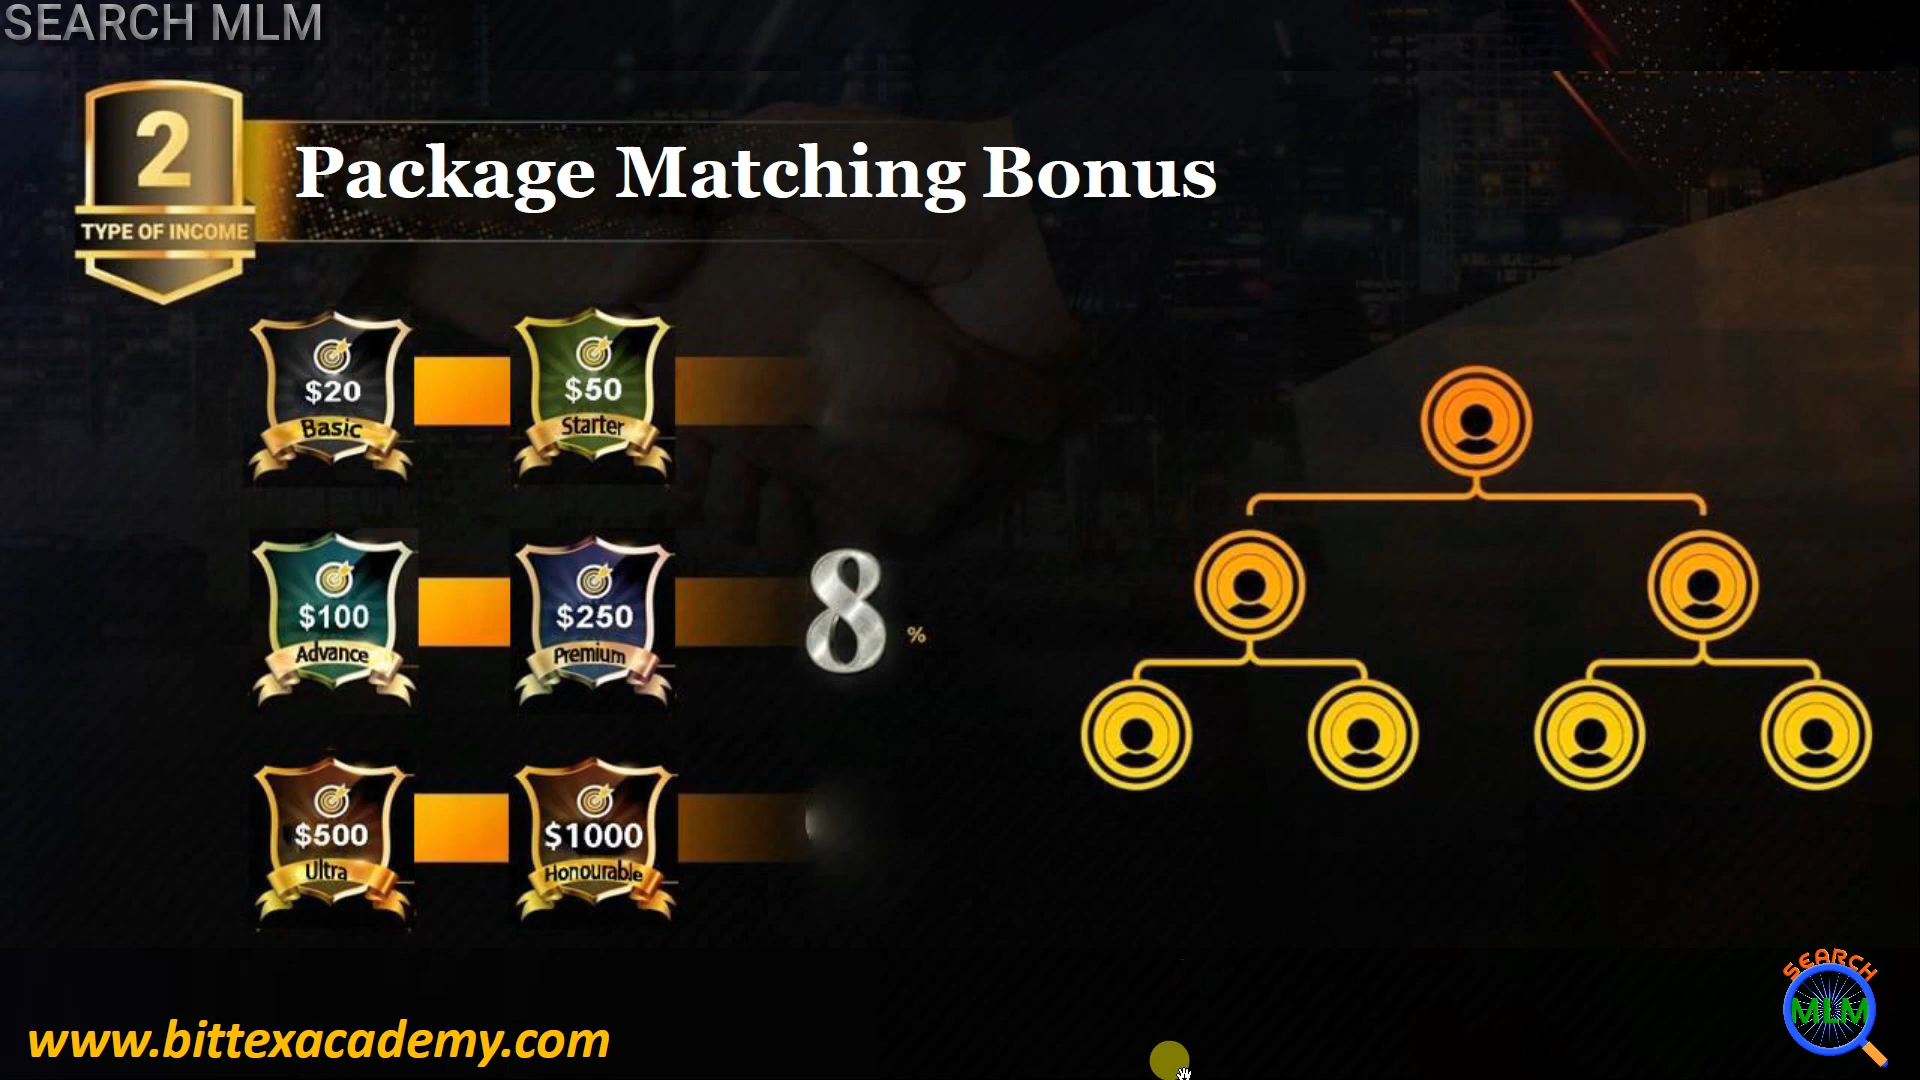 SEARCH MLM
2
TYPE OF INCOME
Package Matching Bonus
$20
Basic
$50
Starter
$100
Advance
$250
Premium
8
%
$500
Ultra
$1000
Honourable
SEARCH
MLM
www.bittexacademy.com